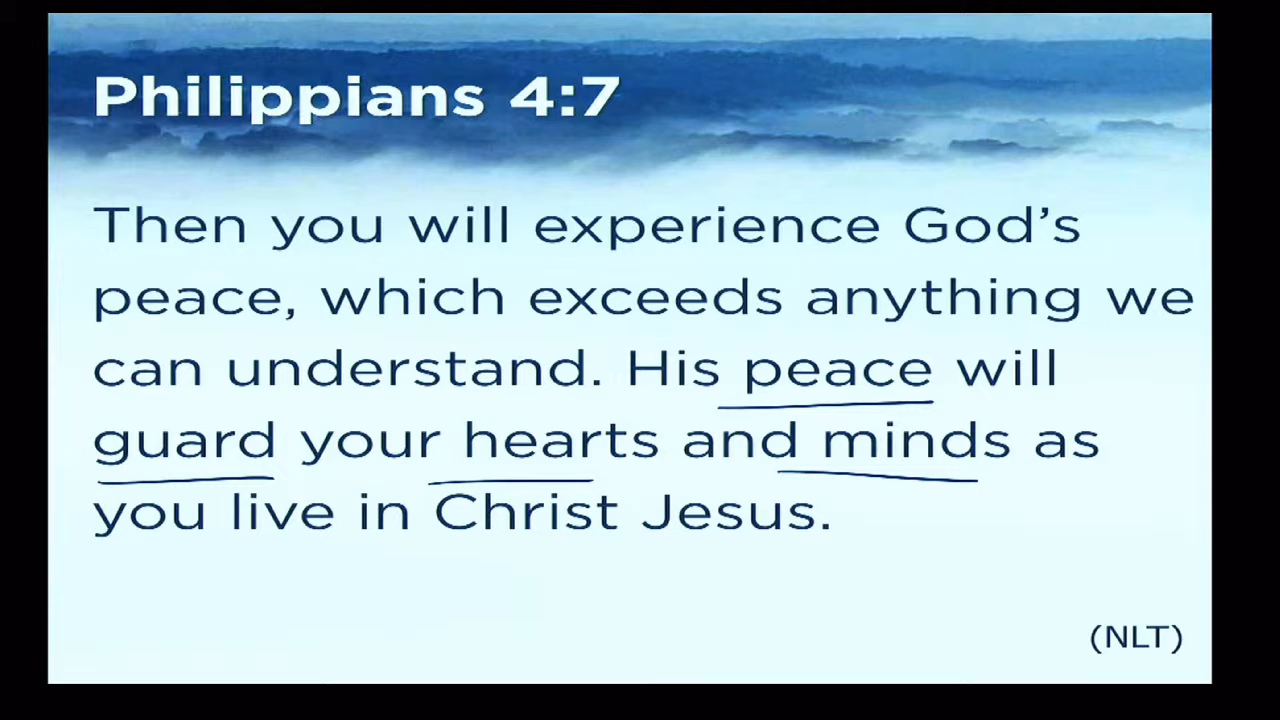 Philippians 4:7
Then you will experience God’s
peace, which exceeds anything we
can understand. His peace will
guard your hearts and minds as
you live in Christ Jesus.
(NLT)